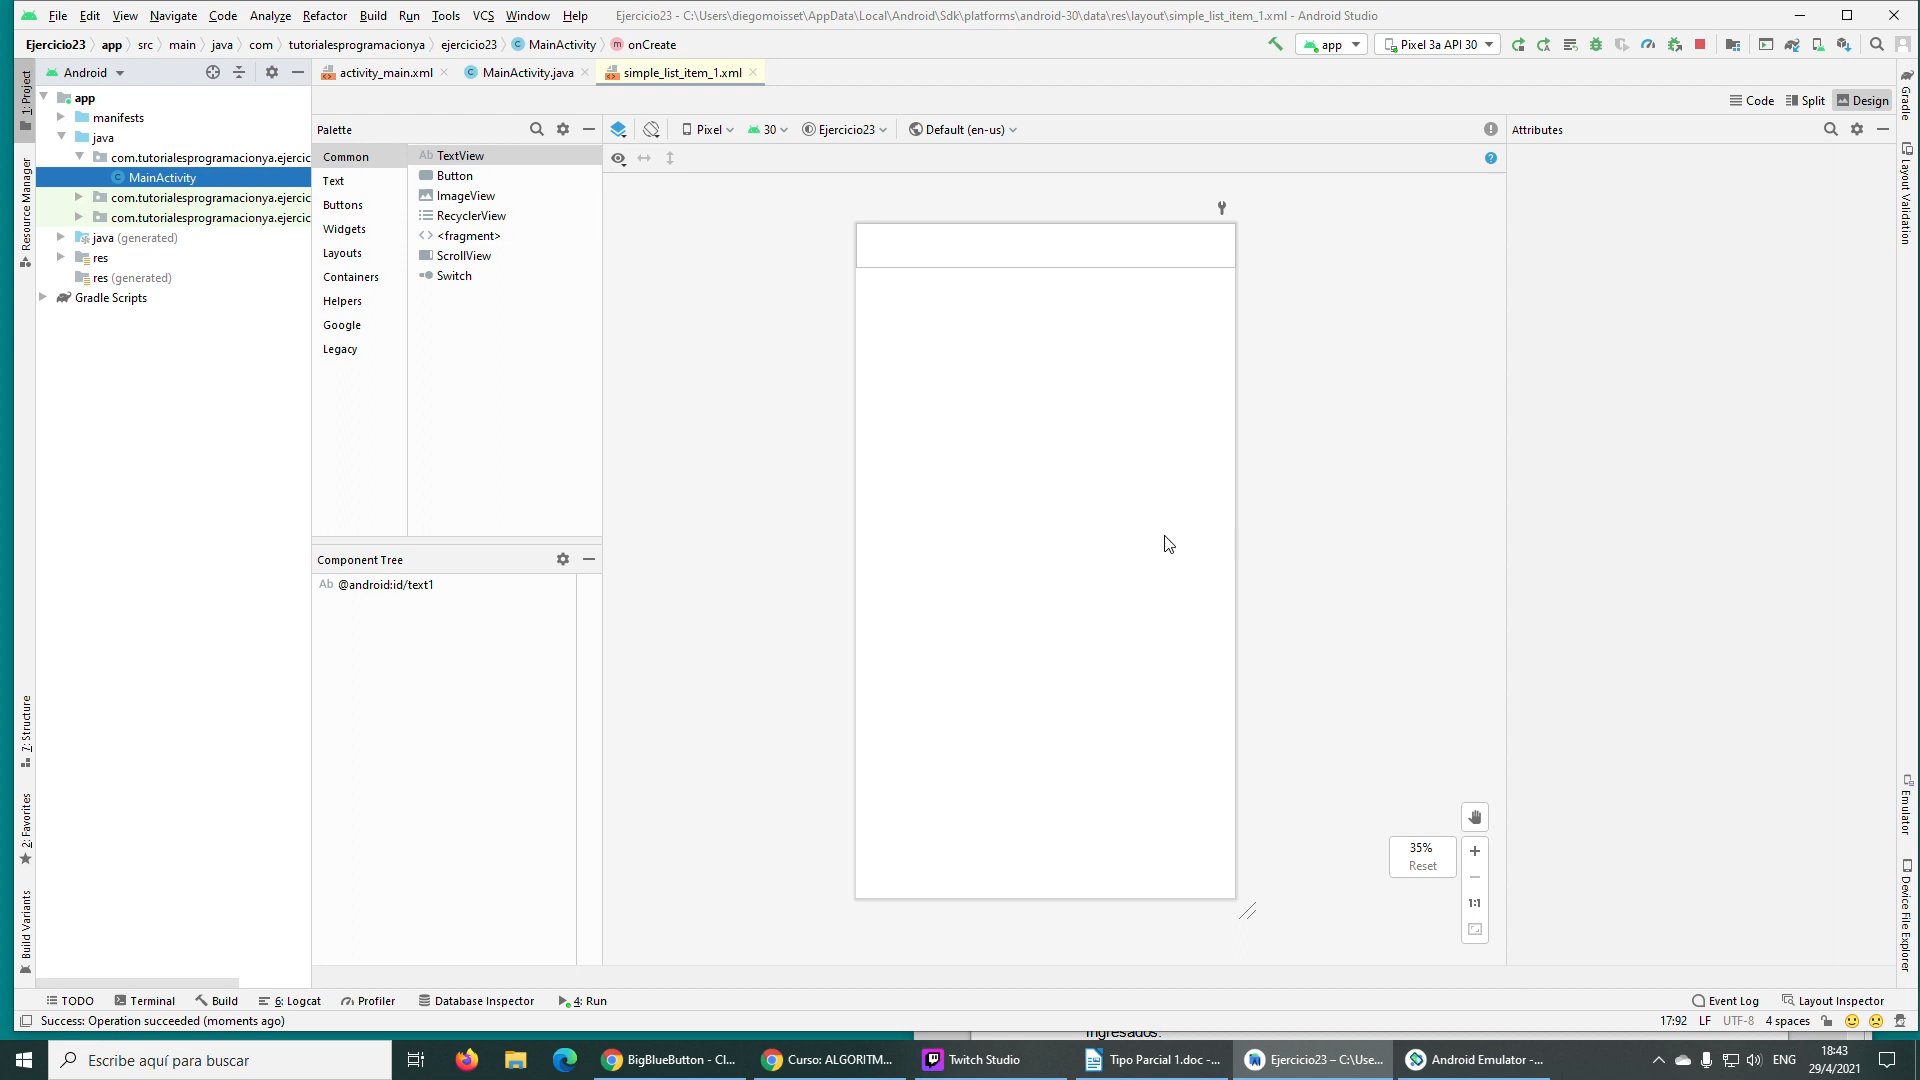 File Edit View Navigate Code Analyze Refactor Build Run Tools VCS Window Help Ejercicio23 - C:\Users\diegomoisset\AppData\Local\Android\Sdk\platforms\android-30\data\res\layout\simple_list_item_1.xml - Android Studio
Ejercicio23 app src main java com tutorialesprogramacionya ejercicio23 MainActivity onCreate app Pixel 3a API 30
Android activity_main.xml MainActivity.java simple_list_item_1.xml
Code Split Design
app
manifests
java
com.tutorialesprogramacionya.ejercic
MainActivity
com.tutorialesprogramacionya.ejercic
com.tutorialesprogramacionya.ejercic
java (generated)
res
res (generated)
Gradle Scripts
Palette
Common
Text
Buttons
Widgets
Layouts
Containers
Helpers
Google
Legacy
Ab TextView
Button
ImageView
RecyclerView
<fragment>
ScrollView
Switch
Component Tree
Ab @android:id/text1
Pixel 30 Ejercicio23 Default (en-us)
Attributes
35%
Reset
1:1
1: Project
Resource Manager
7: Structure
2: Favorites
Build Variants
Gradle
Layout Validation
Emulator
Device File Explorer
TODO Terminal Build 6: Logcat Profiler Database Inspector 4: Run Event Log Layout Inspector
Success: Operation succeeded (moments ago) 17:92 LF UTF-8 4 spaces
ingresados.
Escribe aquí para buscar BigBlueButton - Cl... Curso: ALGORITM... Twitch Studio Tipo Parcial 1.doc -... Ejercicio23 – C:\Use... Android Emulator -... ENG
18:43
29/4/2021